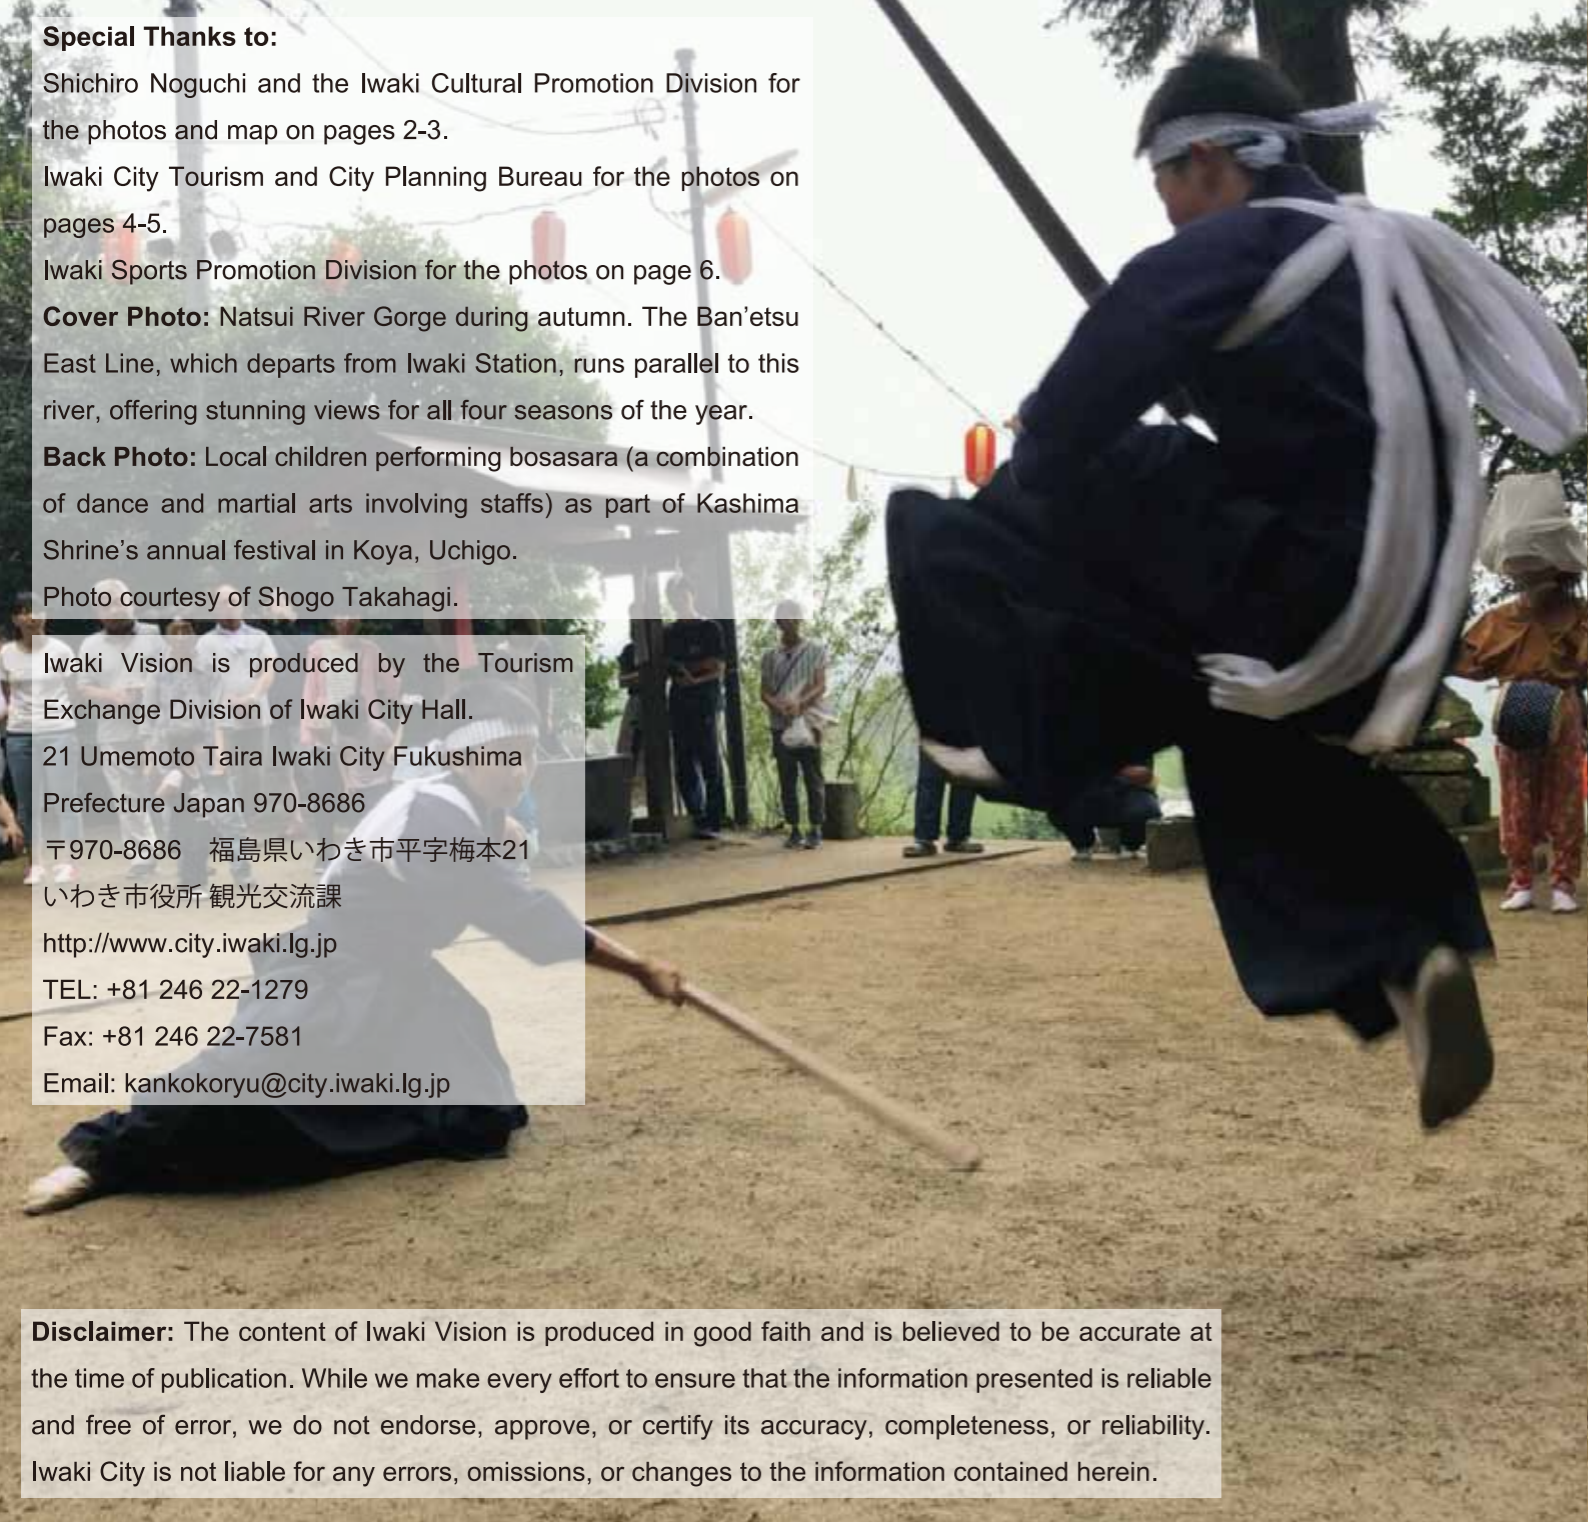 Special Thanks to:
Shichiro Noguchi and the Iwaki Cultural Promotion Division for
the photos and map on pages 2-3.
Iwaki City Tourism and City Planning Bureau for the photos on
pages 4-5.
Iwaki Sports Promotion Division for the photos on page 6.
Cover Photo: Natsui River Gorge during autumn. The Ban’etsu
East Line, which departs from Iwaki Station, runs parallel to this
river, offering stunning views for all four seasons of the year.
Back Photo: Local children performing bosasara (a combination
of dance and martial arts involving staffs) as part of Kashima
Shrine’s annual festival in Koya, Uchigo.
Photo courtesy of Shogo Takahagi.
Iwaki Vision is produced by the Tourism
Exchange Division of Iwaki City Hall.
21 Umemoto Taira Iwaki City Fukushima
Prefecture Japan 970-8686
〒970-8686　福島県いわき市平字梅本21
いわき市役所 観光交流課
http://www.city.iwaki.lg.jp
TEL: +81 246 22-1279
Fax: +81 246 22-7581
Email: kankokoryu@city.iwaki.lg.jp
Disclaimer: The content of Iwaki Vision is produced in good faith and is believed to be accurate at
the time of publication. While we make every effort to ensure that the information presented is reliable
and free of error, we do not endorse, approve, or certify its accuracy, completeness, or reliability.
Iwaki City is not liable for any errors, omissions, or changes to the information contained herein.